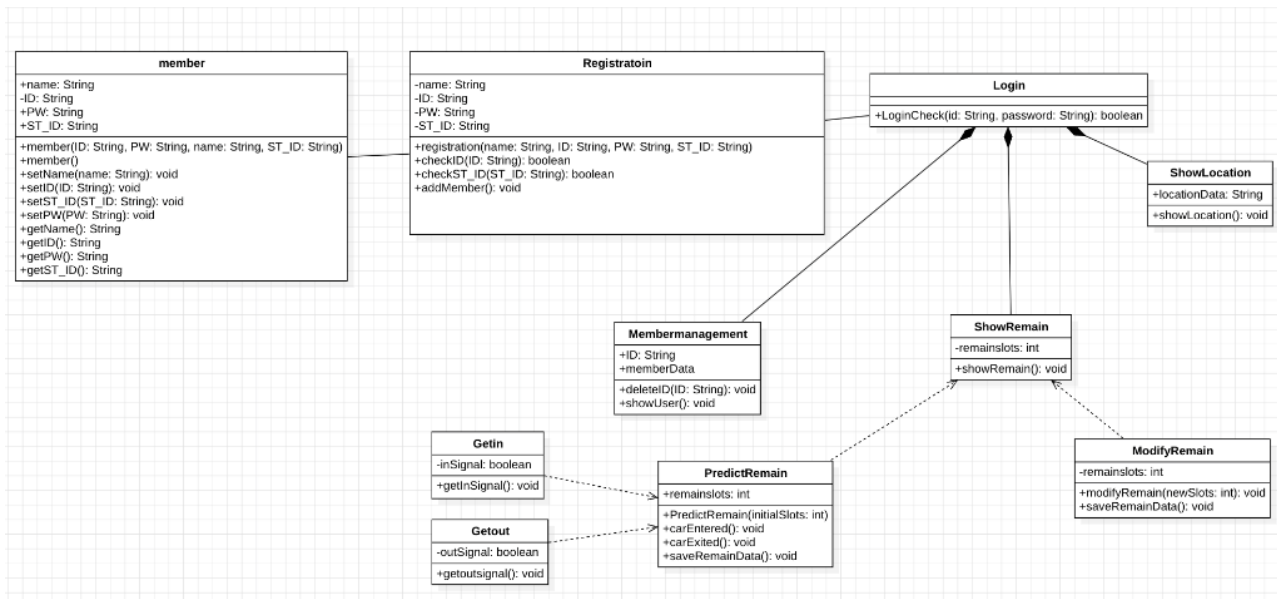 member
+name: String
-ID: String
+PW: String
+ST_ID: String
+member(ID: String, PW: String, name: String, ST_ID: String)
+member()
+setName(name: String): void
+setID(ID: String): void
+setST_ID(ST_ID: String): void
+setPW(PW: String): void
+getName(): String
+getID(): String
+getPW(): String
+getST_ID(): String
Registratoin
-name: String
-ID: String
-PW: String
-ST_ID: String
+registration(name: String, ID: String, PW: String, ST_ID: String)
+checkID(ID: String): boolean
+checkST_ID(ST_ID: String): boolean
+addMember(): void
Login
+LoginCheck(id: String, password: String): boolean
ShowLocation
+locationData: String
+showLocation(): void
Membermanagement
+ID: String
+memberData
+deleteID(ID: String): void
+showUser(): void
ShowRemain
-remainslots: int
+showRemain(): void
Getin
-inSignal: boolean
+getInSignal(): void
Getout
-outSignal: boolean
+getoutsignal(): void
PredictRemain
+remainslots: int
+PredictRemain(initialSlots: int)
+carEntered(): void
+carExited(): void
+saveRemainData(): void
ModifyRemain
-remainslots: int
+modifyRemain(newSlots: int): void
+saveRemainData(): void